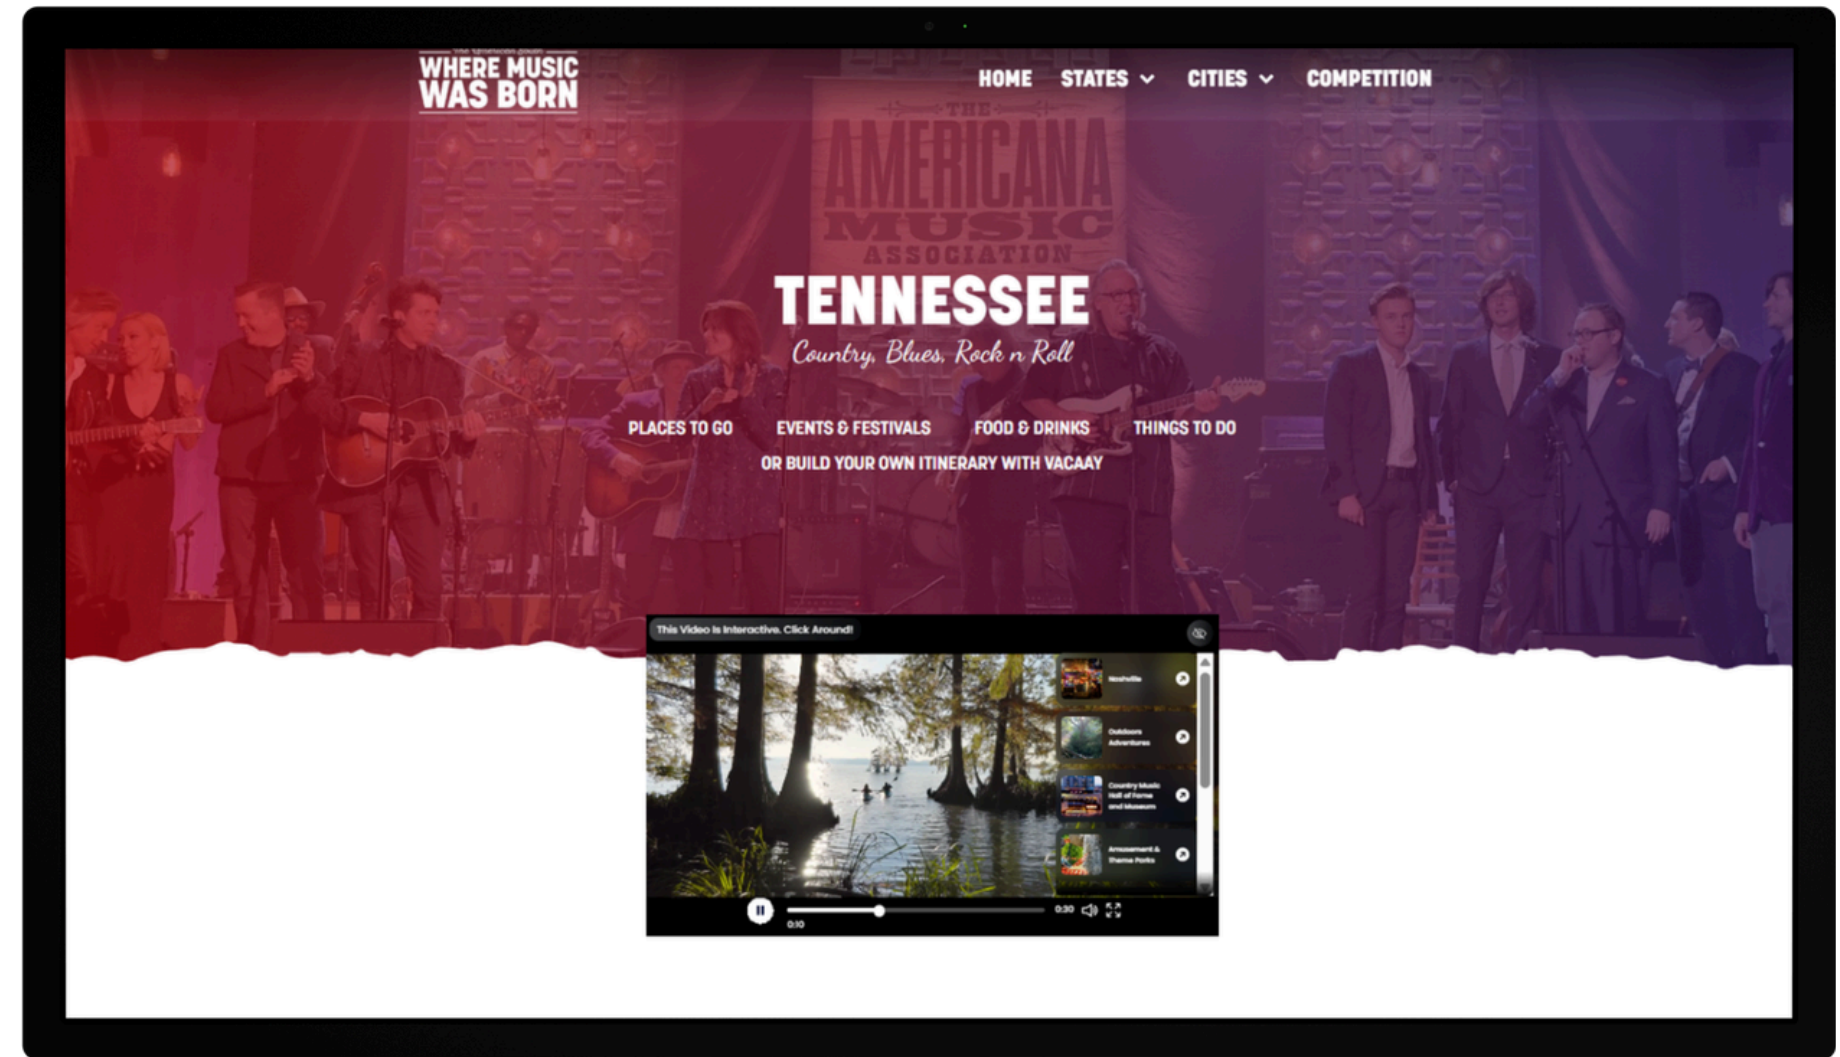 The American South
WHERE MUSIC
WAS BORN
HOME STATES CITIES COMPETITION
THE
AMERICANA
MUSIC
ASSOCIATION
TENNESSEE
Country, Blues, Rock n Roll
PLACES TO GO EVENTS & FESTIVALS FOOD & DRINKS THINGS TO DO
OR BUILD YOUR OWN ITINERARY WITH VACAAY
This Video Is Interactive. Click Around!
Nashville
Outdoors
Adventures
Country Music
Hall of Fame
and Museum
Amusement &
Theme Parks
0:30
0:10